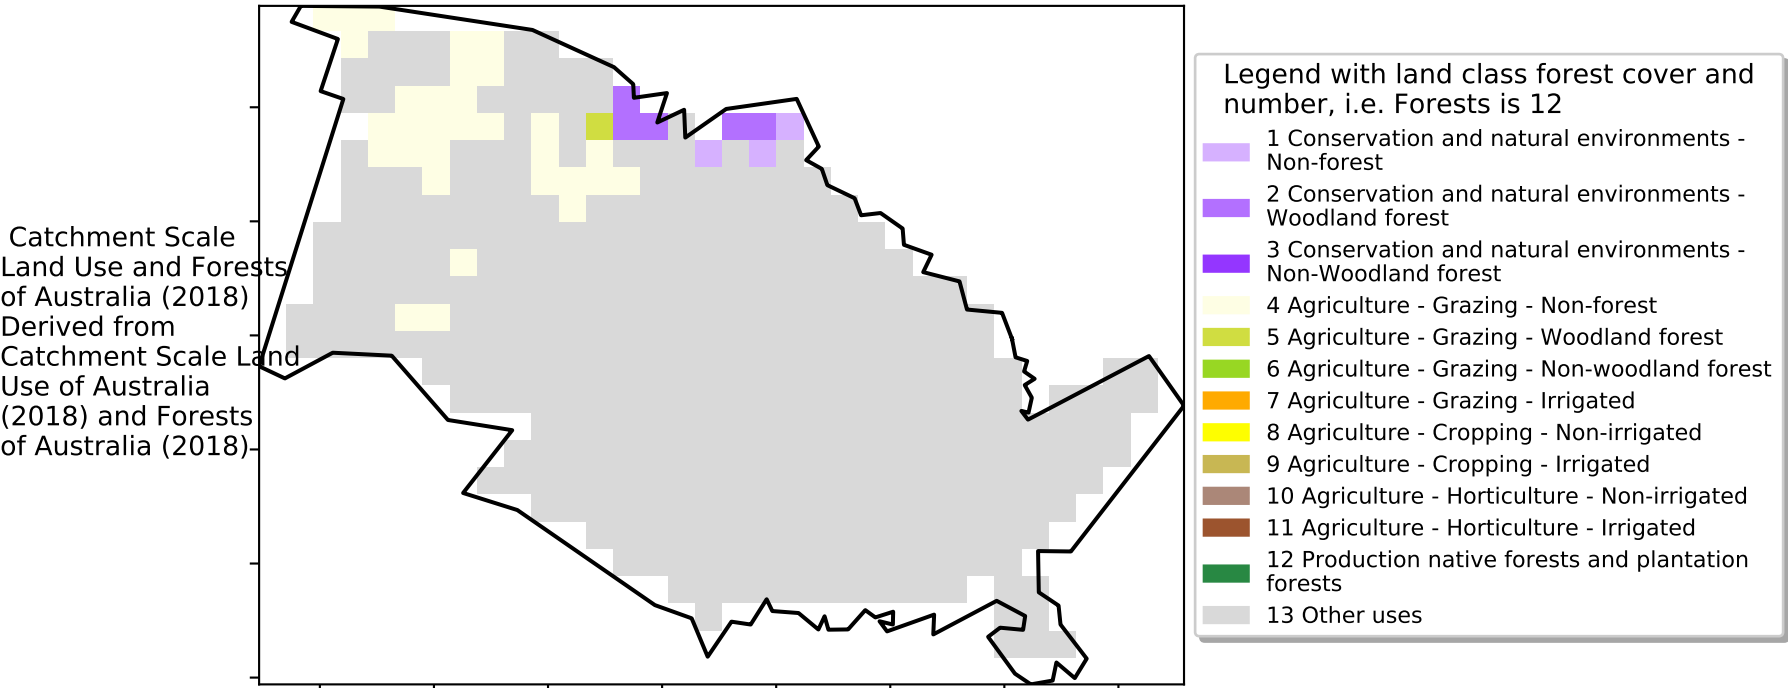 Catchment Scale
Land Use and Forests
of Australia (2018)
Derived from
Catchment Scale Land
Use of Australia
(2018) and Forests
of Australia (2018)
Legend with land class forest cover and
number, i.e. Forests is 12
1 Conservation and natural environments -
Non-forest
2 Conservation and natural environments -
Woodland forest
3 Conservation and natural environments -
Non-Woodland forest
4 Agriculture - Grazing - Non-forest
5 Agriculture - Grazing - Woodland forest
6 Agriculture - Grazing - Non-woodland forest
7 Agriculture - Grazing - Irrigated
8 Agriculture - Cropping - Non-irrigated
9 Agriculture - Cropping - Irrigated
10 Agriculture - Horticulture - Non-irrigated
11 Agriculture - Horticulture - Irrigated
12 Production native forests and plantation
forests
13 Other uses